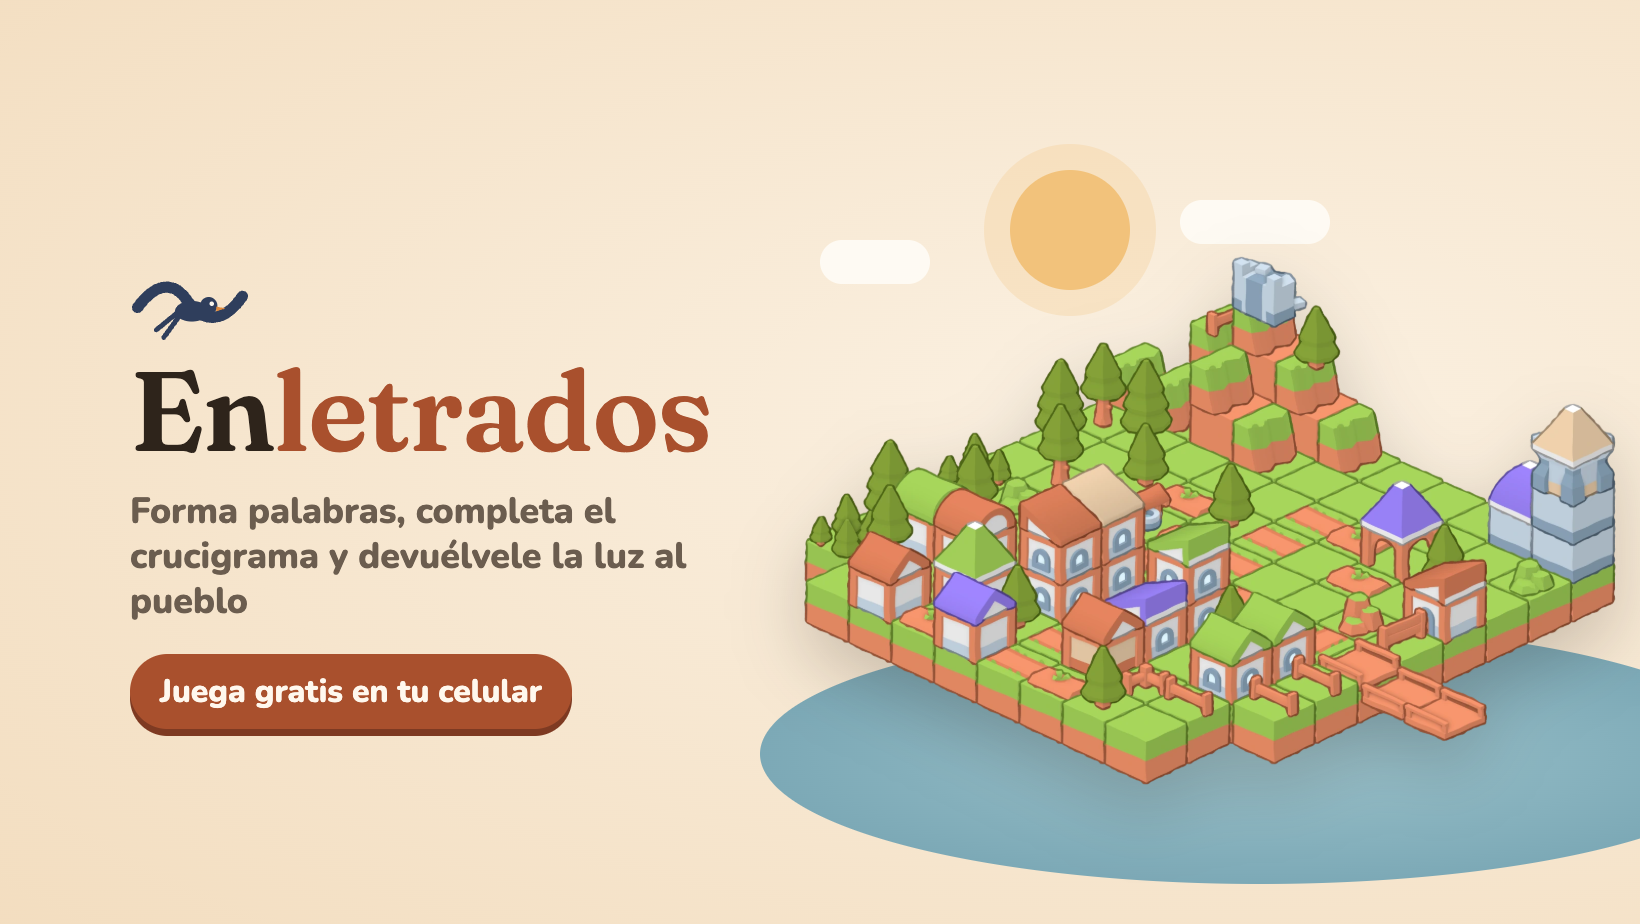 Enletrados
Forma palabras, completa el
crucigrama y devuélvele la luz al
pueblo
Juega gratis en tu celular